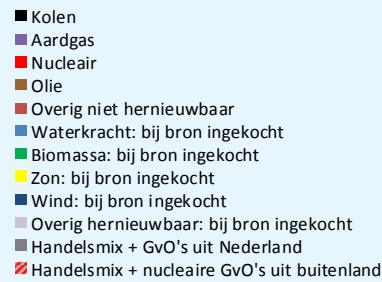 Kolen
Aardgas
Nucleair
Olie
Overig niet hernieuwbaar
Waterkracht: bij bron ingekocht
Biomassa: bij bron ingekocht
Zon: bij bron ingekocht
Wind: bij bron ingekocht
Overig hernieuwbaar: bij bron ingekocht
Handelsmix + GvO's uit Nederland
Handelsmix + nucleaire GvO's uit buitenland